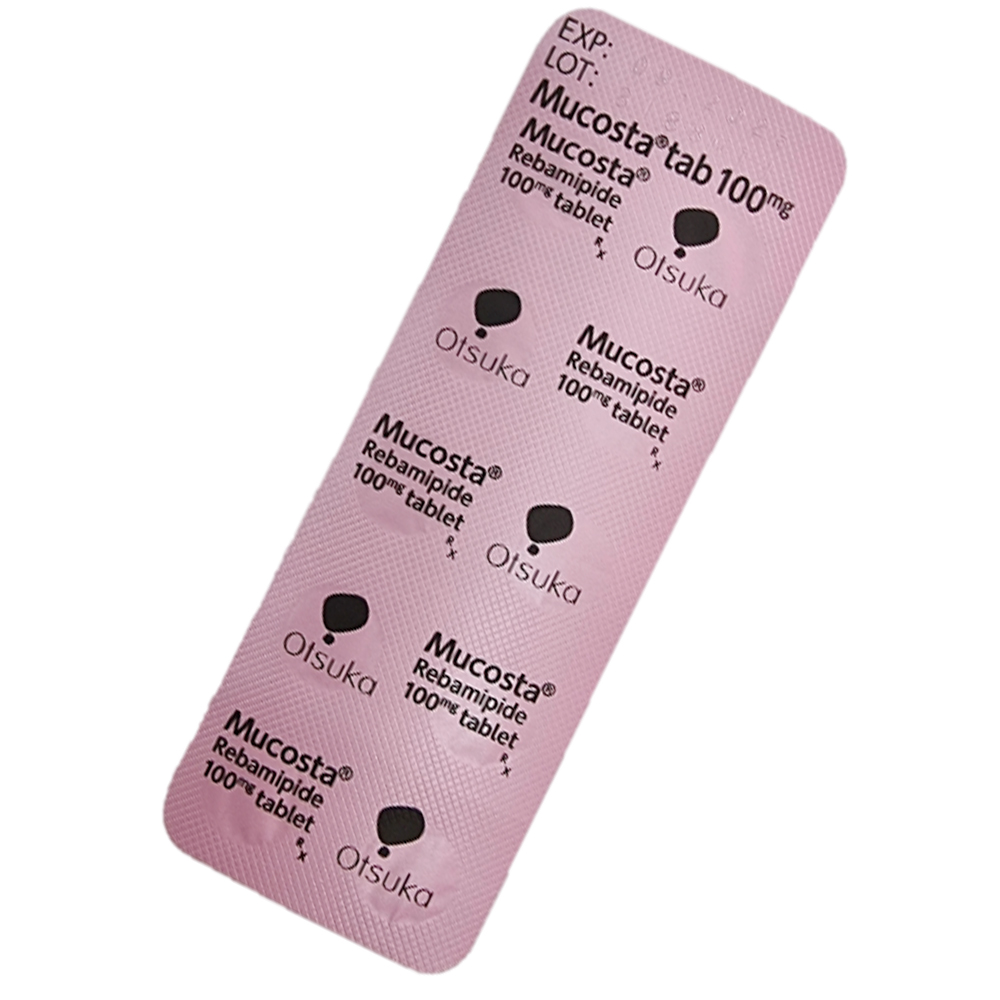 EXP:
LOT:
Mucosta®tab 100mg
Mucosta®
Rebamipide
100mg tablet
Rx
Otsuka
Otsuka
Mucosta®
Rebamipide
100mg tablet
Rx
Mucosta®
Rebamipide
100mg tablet
Rx
Otsuka
Otsuka
Mucosta®
Rebamipide
100mg tablet
Rx
Mucosta®
Rebamipide
100mg tablet
Rx
Otsuka